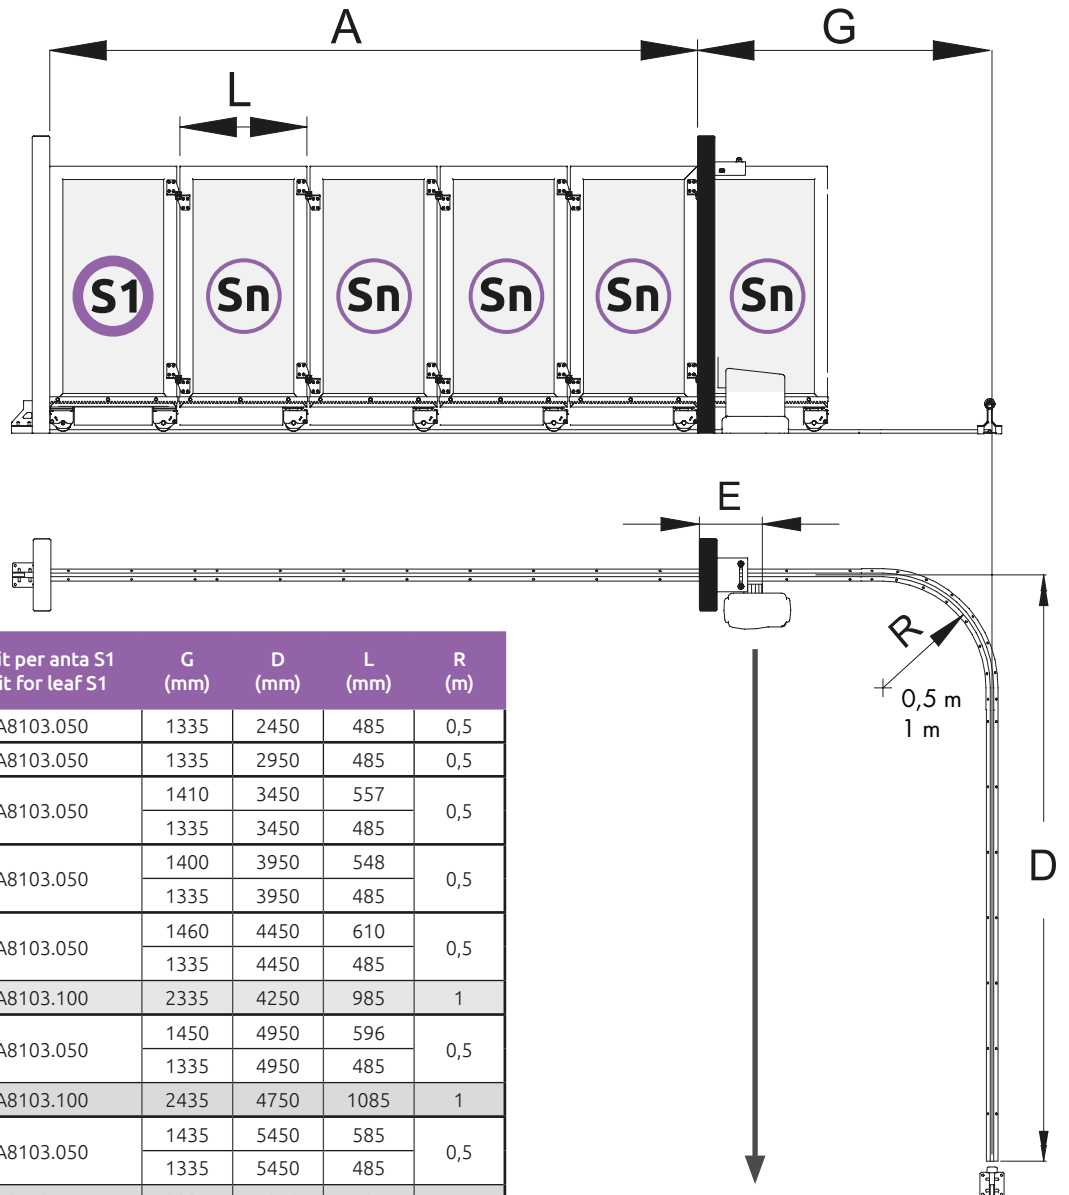 A
G
L
S1 Sn Sn Sn Sn Sn
E
R
0,5 m
1 m
D
it per anta S1 G D L R
it for leaf S1 (mm) (mm) (mm) (m)
A8103.050 1335 2450 485 0,5
A8103.050 1335 2950 485 0,5
A8103.050 1410 3450 557 0,5
1335 3450 485
A8103.050 1400 3950 548 0,5
1335 3950 485
A8103.050 1460 4450 610 0,5
1335 4450 485
A8103.100 2335 4250 985 1
A8103.050 1450 4950 596 0,5
1335 4950 485
A8103.100 2435 4750 1085 1
A8103.050 1435 5450 585 0,5
1335 5450 485